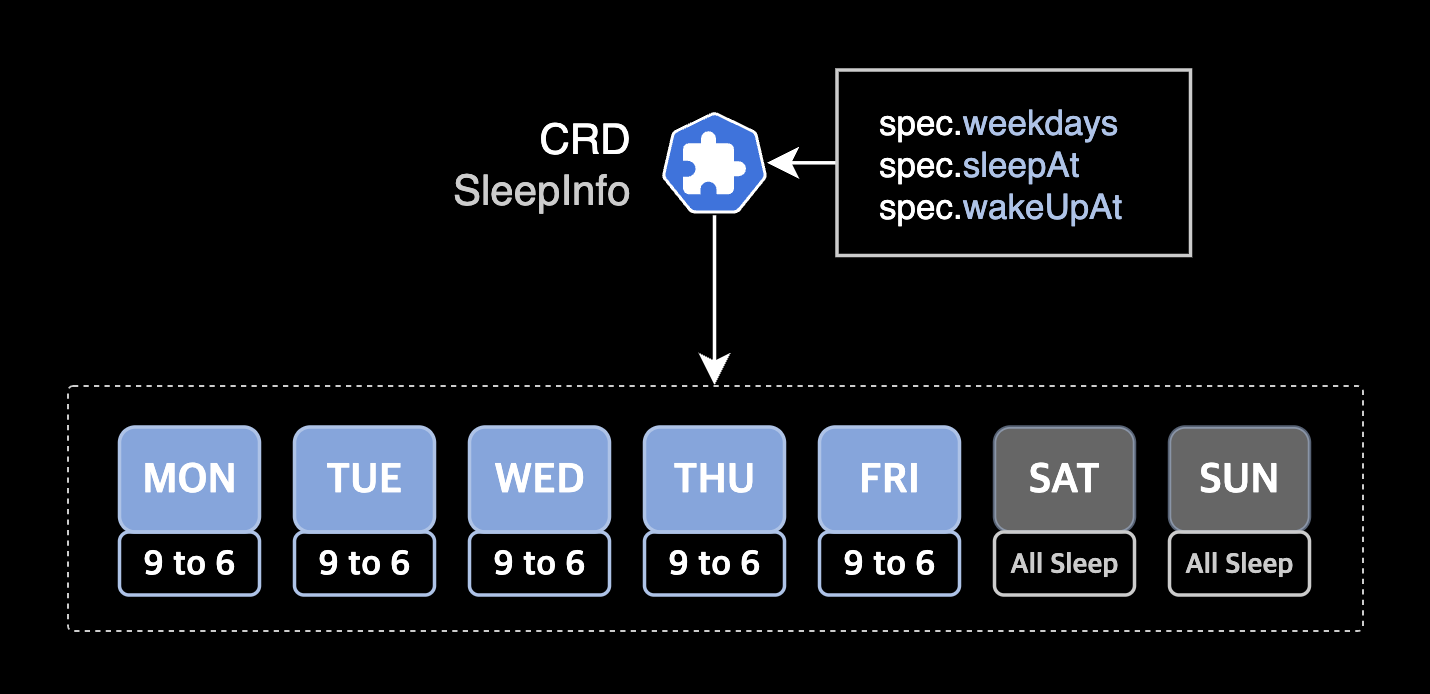 CRD
SleepInfo
spec.weekdays
spec.sleepAt
spec.wakeUpAt
MON TUE WED THU FRI SAT SUN
9 to 6 9 to 6 9 to 6 9 to 6 9 to 6 All Sleep All Sleep